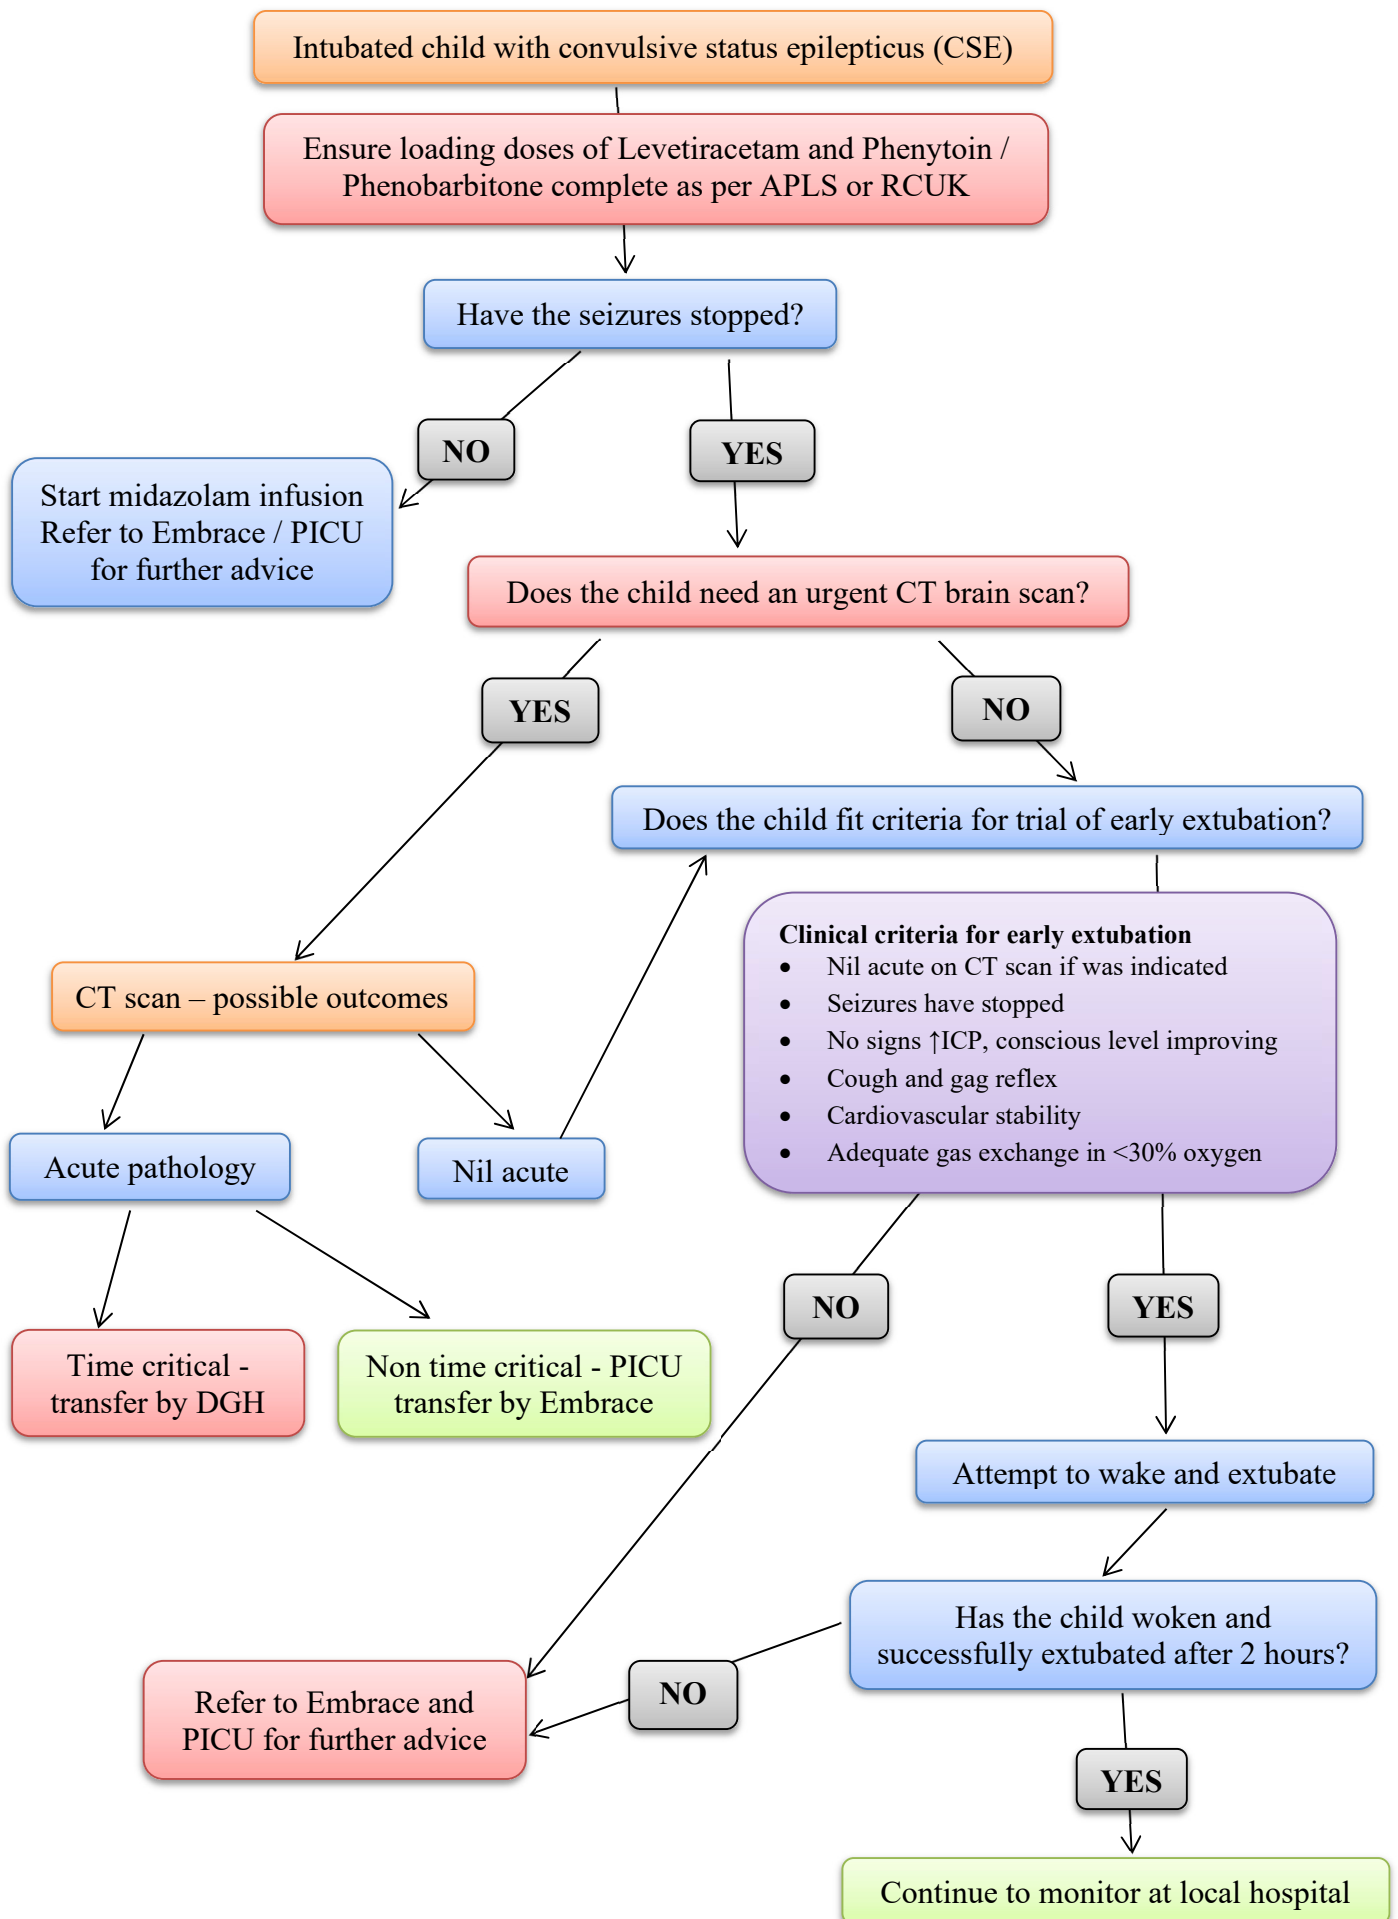 Intubated child with convulsive status epilepticus (CSE)
Ensure loading doses of Levetiracetam and Phenytoin /
Phenobarbitone complete as per APLS or RCUK
Have the seizures stopped?
NO
YES
Start midazolam infusion
Refer to Embrace / PICU
for further advice
Does the child need an urgent CT brain scan?
YES
NO
Does the child fit criteria for trial of early extubation?
Clinical criteria for early extubation
• Nil acute on CT scan if was indicated
• Seizures have stopped
• No signs ↑ICP, conscious level improving
• Cough and gag reflex
• Cardiovascular stability
• Adequate gas exchange in <30% oxygen
CT scan – possible outcomes
Acute pathology
Nil acute
Time critical -
transfer by DGH
Non time critical - PICU
transfer by Embrace
NO
YES
Attempt to wake and extubate
Has the child woken and
successfully extubated after 2 hours?
NO
Refer to Embrace and
PICU for further advice
YES
Continue to monitor at local hospital